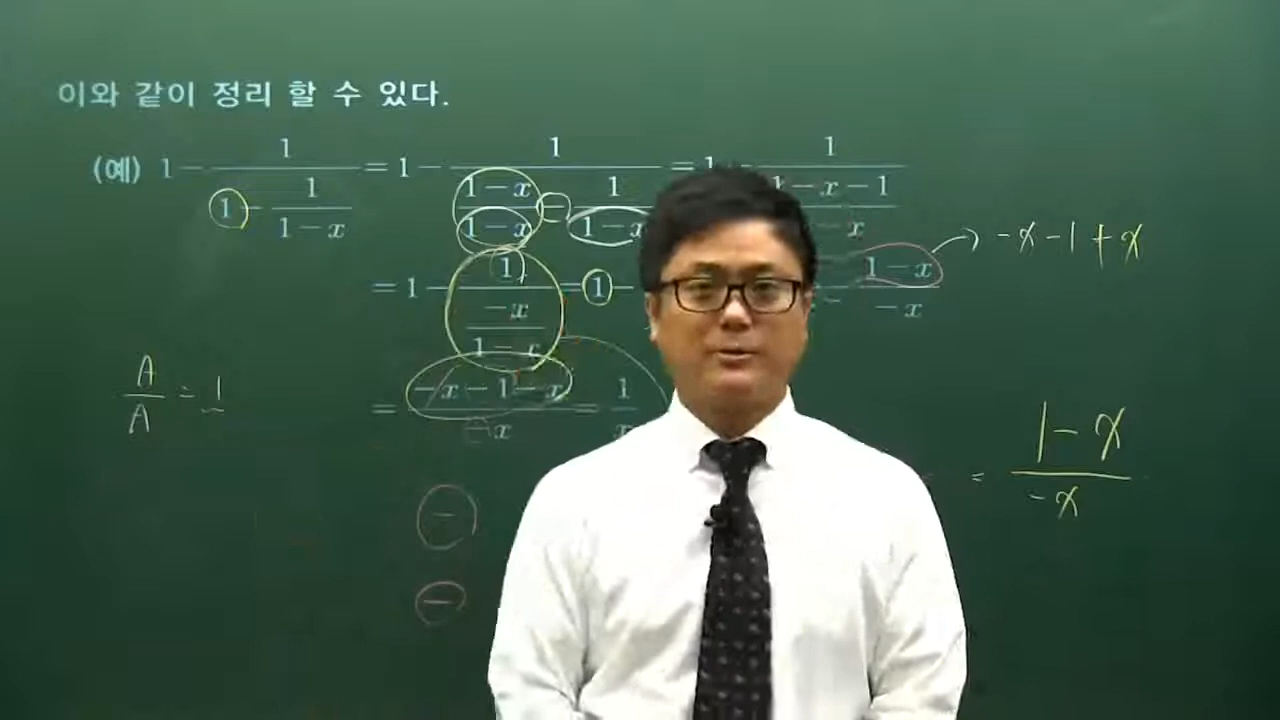 이와 같이 정리 할 수 있다.
(예) 1 - 1/(1 - 1/(1-x)) = 1 - 1/((1-x)/(1-x) - 1/(1-x)) = 1 - 1/((1-x-1)/(1-x))
= 1 - 1/((-x)/(1-x)) = 1 - (1-x)/(-x)
→ -x-1+x
= (-x-1-x)/(-x) = 1/x
A/A = 1
= (1-x)/(-x)
-
-